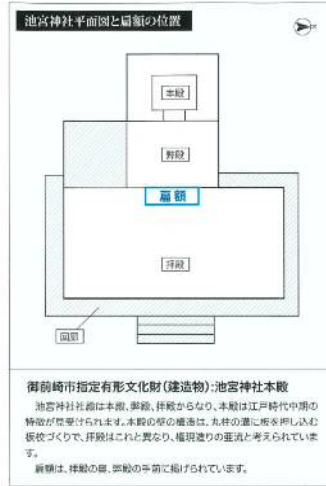 池宮神社平面図と扁額の位置
本殿
幣殿
扁額
拝殿
回廊
御前崎市指定有形文化財(建造物):池宮神社本殿
池宮神社社殿は本殿、幣殿、拝殿からなり、本殿は江戸時代中期の
特徴が見受けられます。本殿の壁の構造は、丸柱の溝に板を押し込む
板校づくりで、拝殿はこれと異なり、権現造りの亜流と考えられていま
す。
扁額は、拝殿の鼻、幣殿の手前に掲げられています。